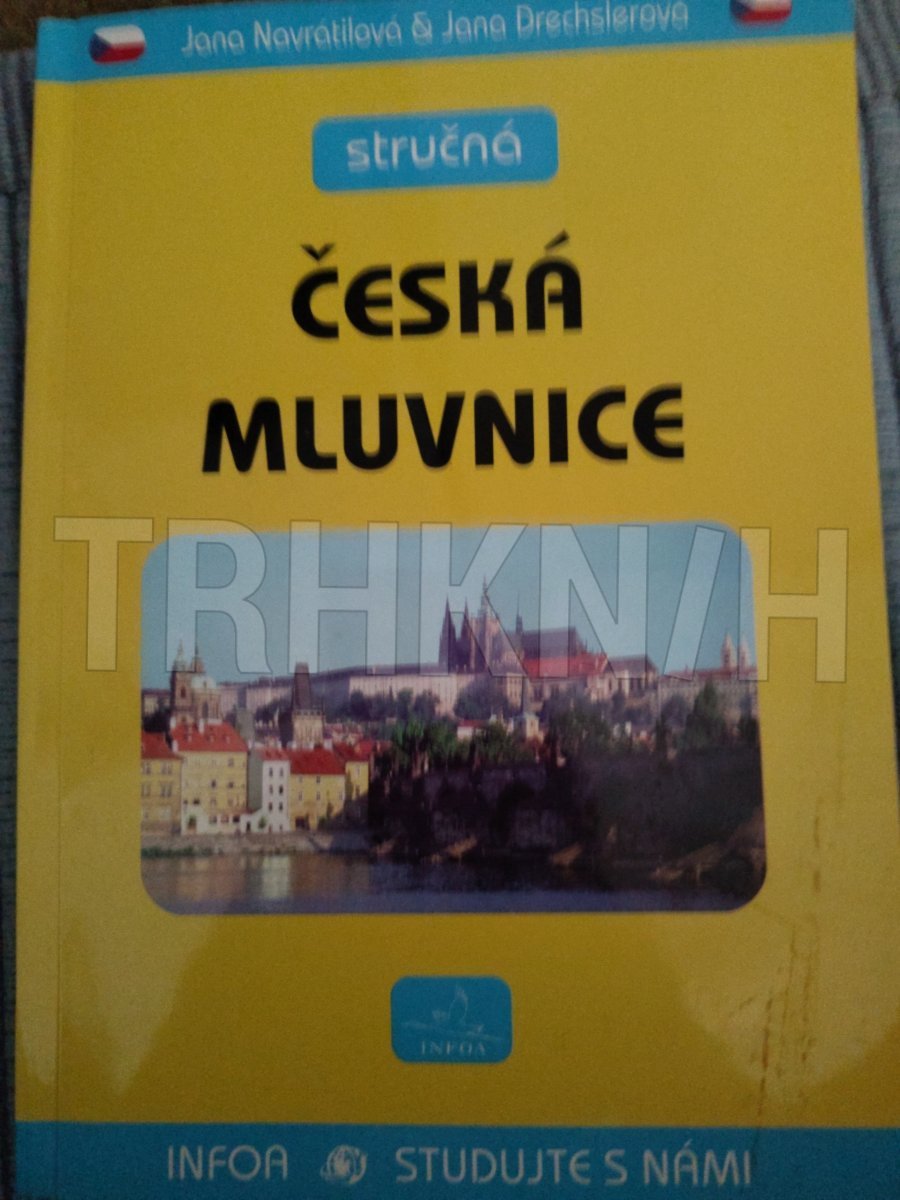 Jana Navrátilová & Jana Drechslerová
stručná
ČESKÁ
MLUVNICE
TRHKNIH
INFOA
INFOA STUDUJTE S NÁMI